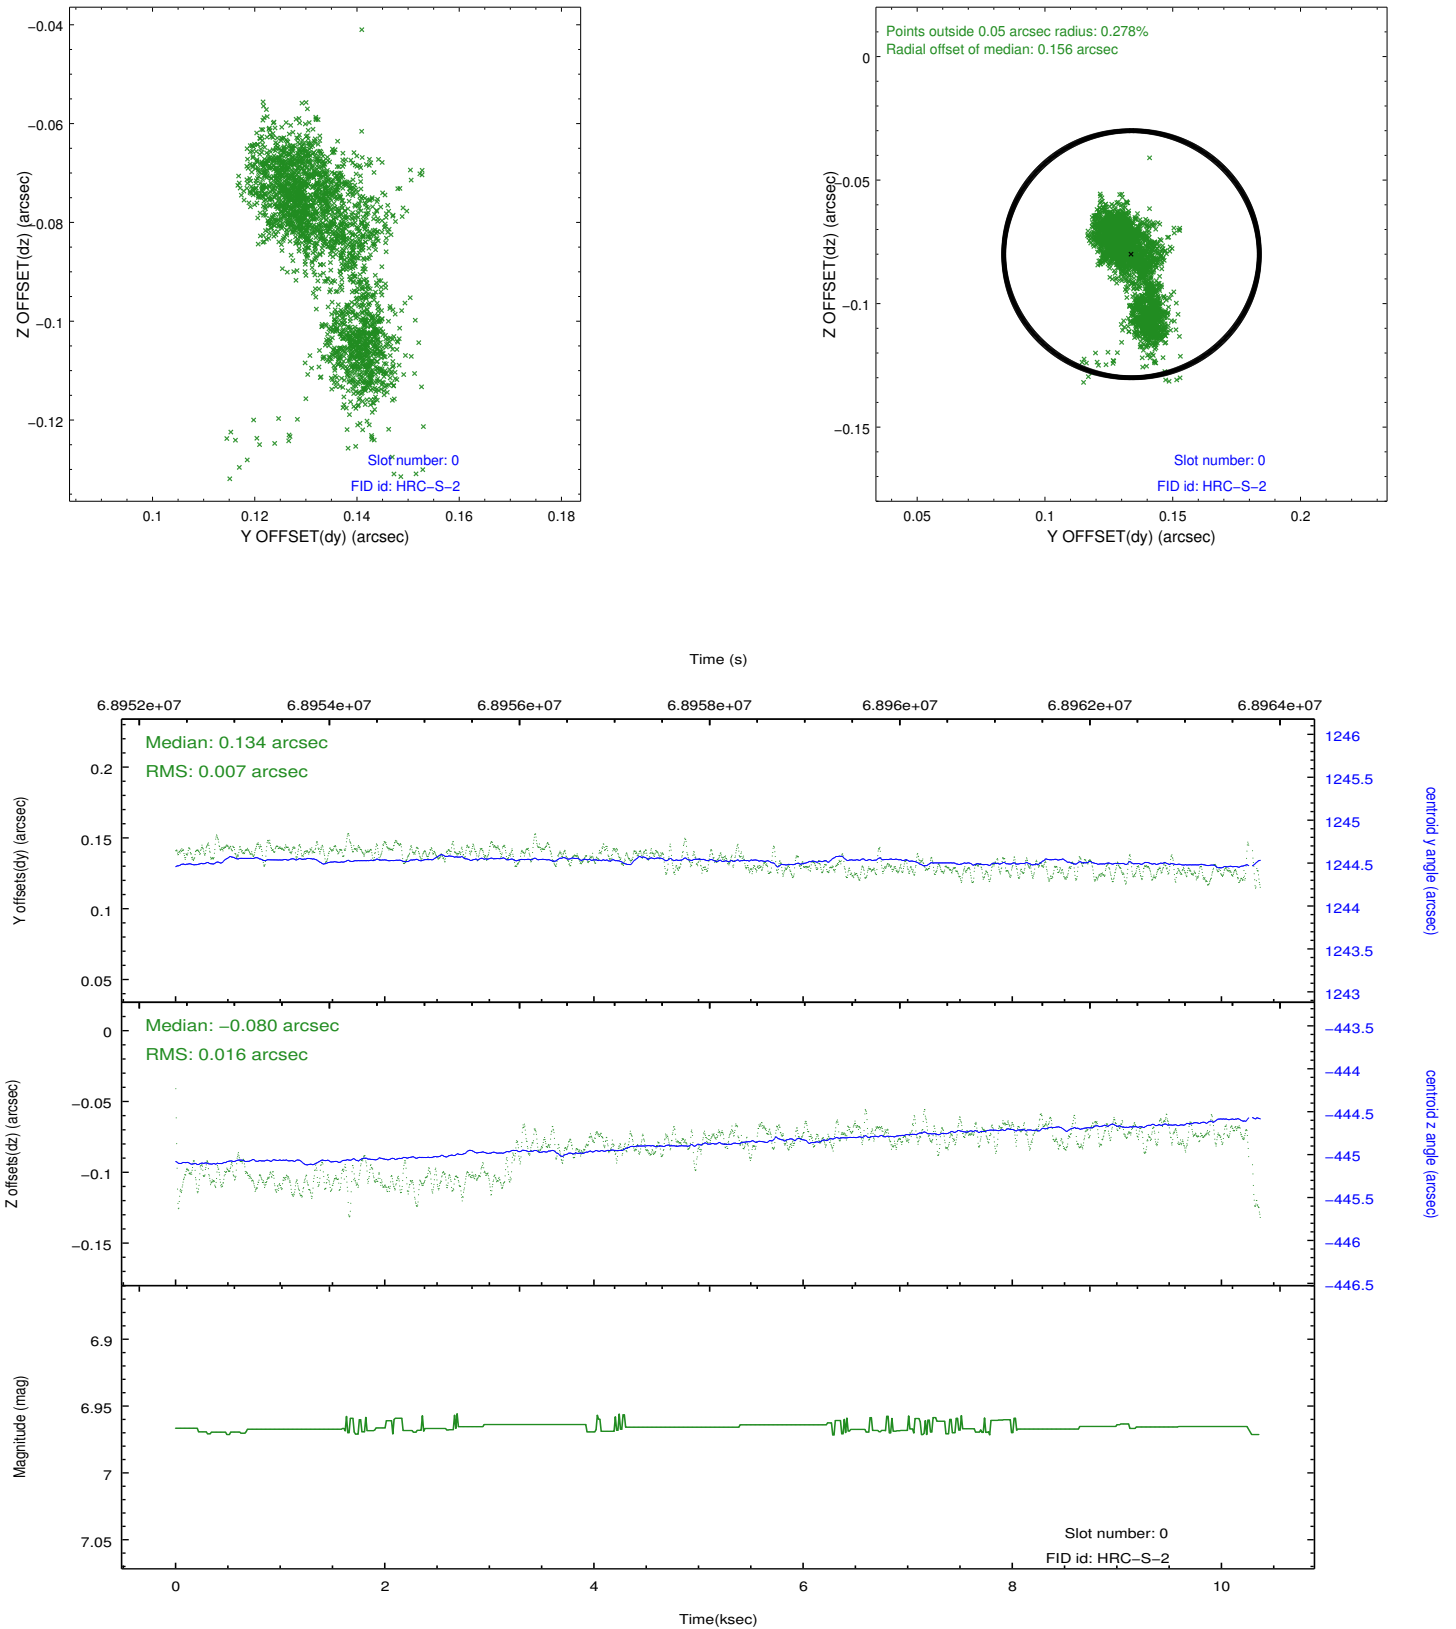 −0.04
−0.06
−0.08
−0.1
−0.12
Z OFFSET(dz) (arcsec)
Slot number: 0
FID id: HRC−S−2
0.1 0.12 0.14 0.16 0.18
Y OFFSET(dy) (arcsec)
Points outside 0.05 arcsec radius: 0.278%
Radial offset of median: 0.156 arcsec
0
−0.05
−0.1
−0.15
Z OFFSET(dz) (arcsec)
Slot number: 0
FID id: HRC−S−2
0.05 0.1 0.15 0.2
Y OFFSET(dy) (arcsec)
Time (s)
6.8952e+07 6.8954e+07 6.8956e+07 6.8958e+07 6.896e+07 6.8962e+07 6.8964e+07
Median: 0.134 arcsec
RMS: 0.007 arcsec
0.2
0.15
0.1
0.05
Y offsets(dy) (arcsec)
1246
1245.5
1245
1244.5
1244
1243.5
1243
centroid y angle (arcsec)
Median: −0.080 arcsec
RMS: 0.016 arcsec
0
−0.05
−0.1
−0.15
Z offsets(dz) (arcsec)
−443.5
−444
−444.5
−445
−445.5
−446
−446.5
centroid z angle (arcsec)
6.9
6.95
7
7.05
Magnitude (mag)
Slot number: 0
FID id: HRC−S−2
0 2 4 6 8 10
Time(ksec)